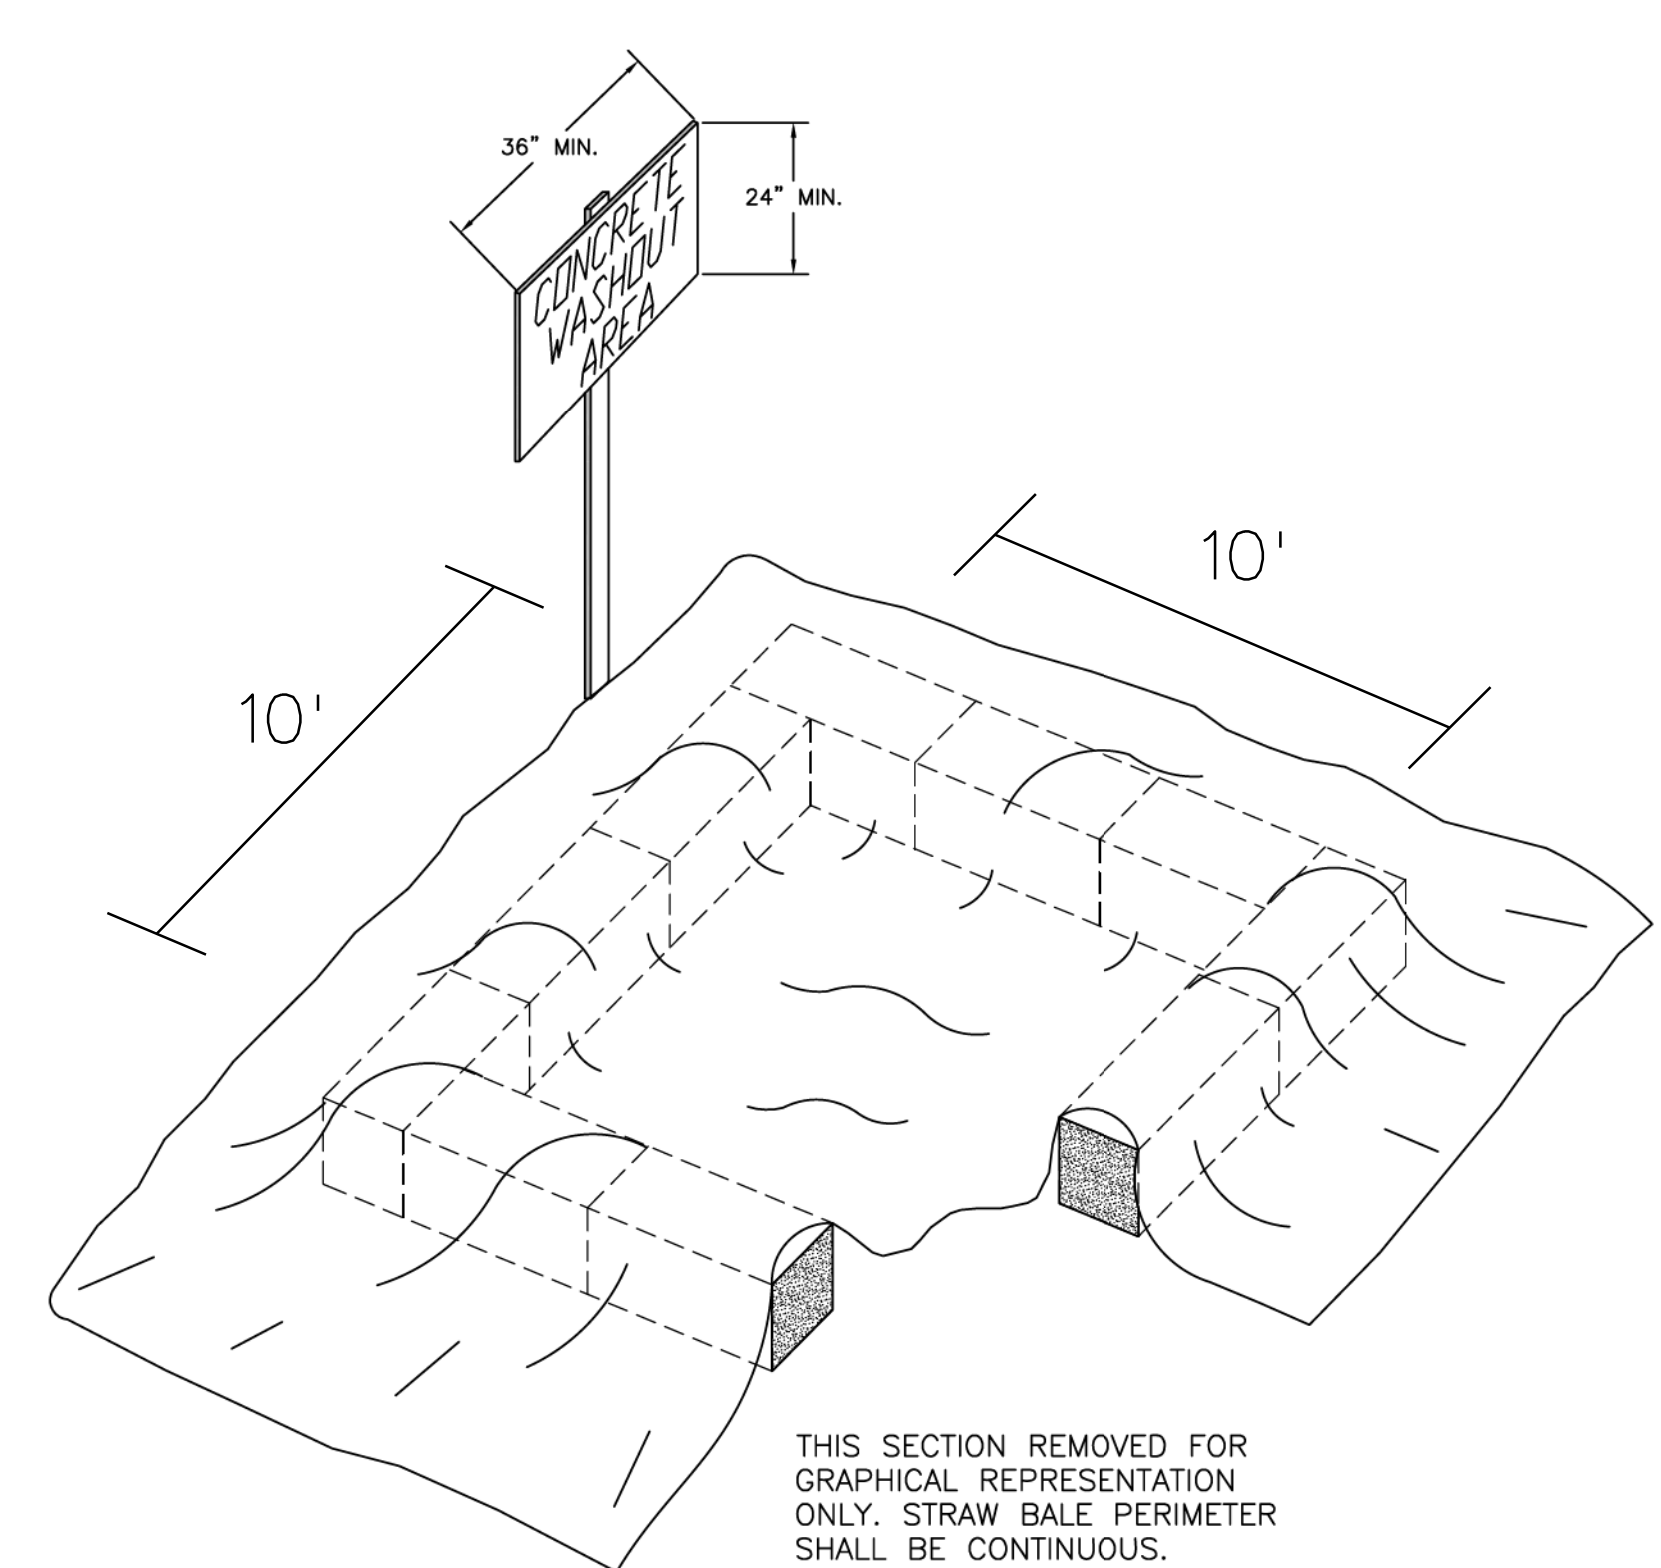 36” MIN.
24” MIN.
CONCRETE
WASHOUT
AREA
10'
10'
THIS SECTION REMOVED FOR
GRAPHICAL REPRESENTATION
ONLY. STRAW BALE PERIMETER
SHALL BE CONTINUOUS.